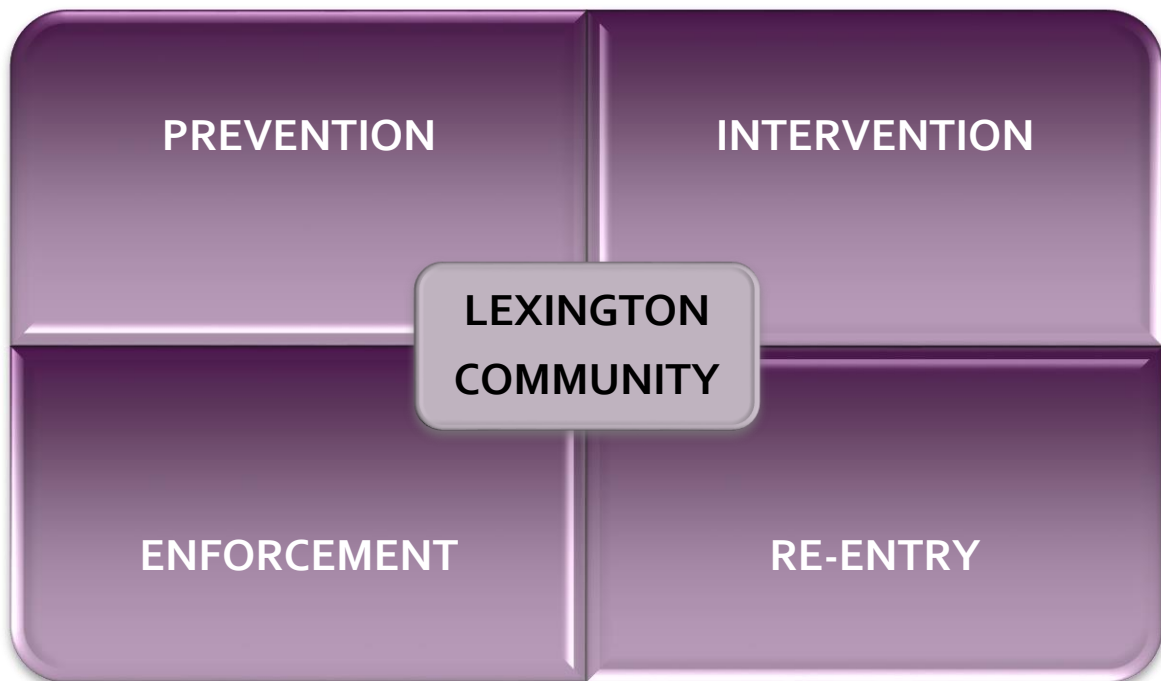 PREVENTION
INTERVENTION
LEXINGTON
COMMUNITY
ENFORCEMENT
RE-ENTRY